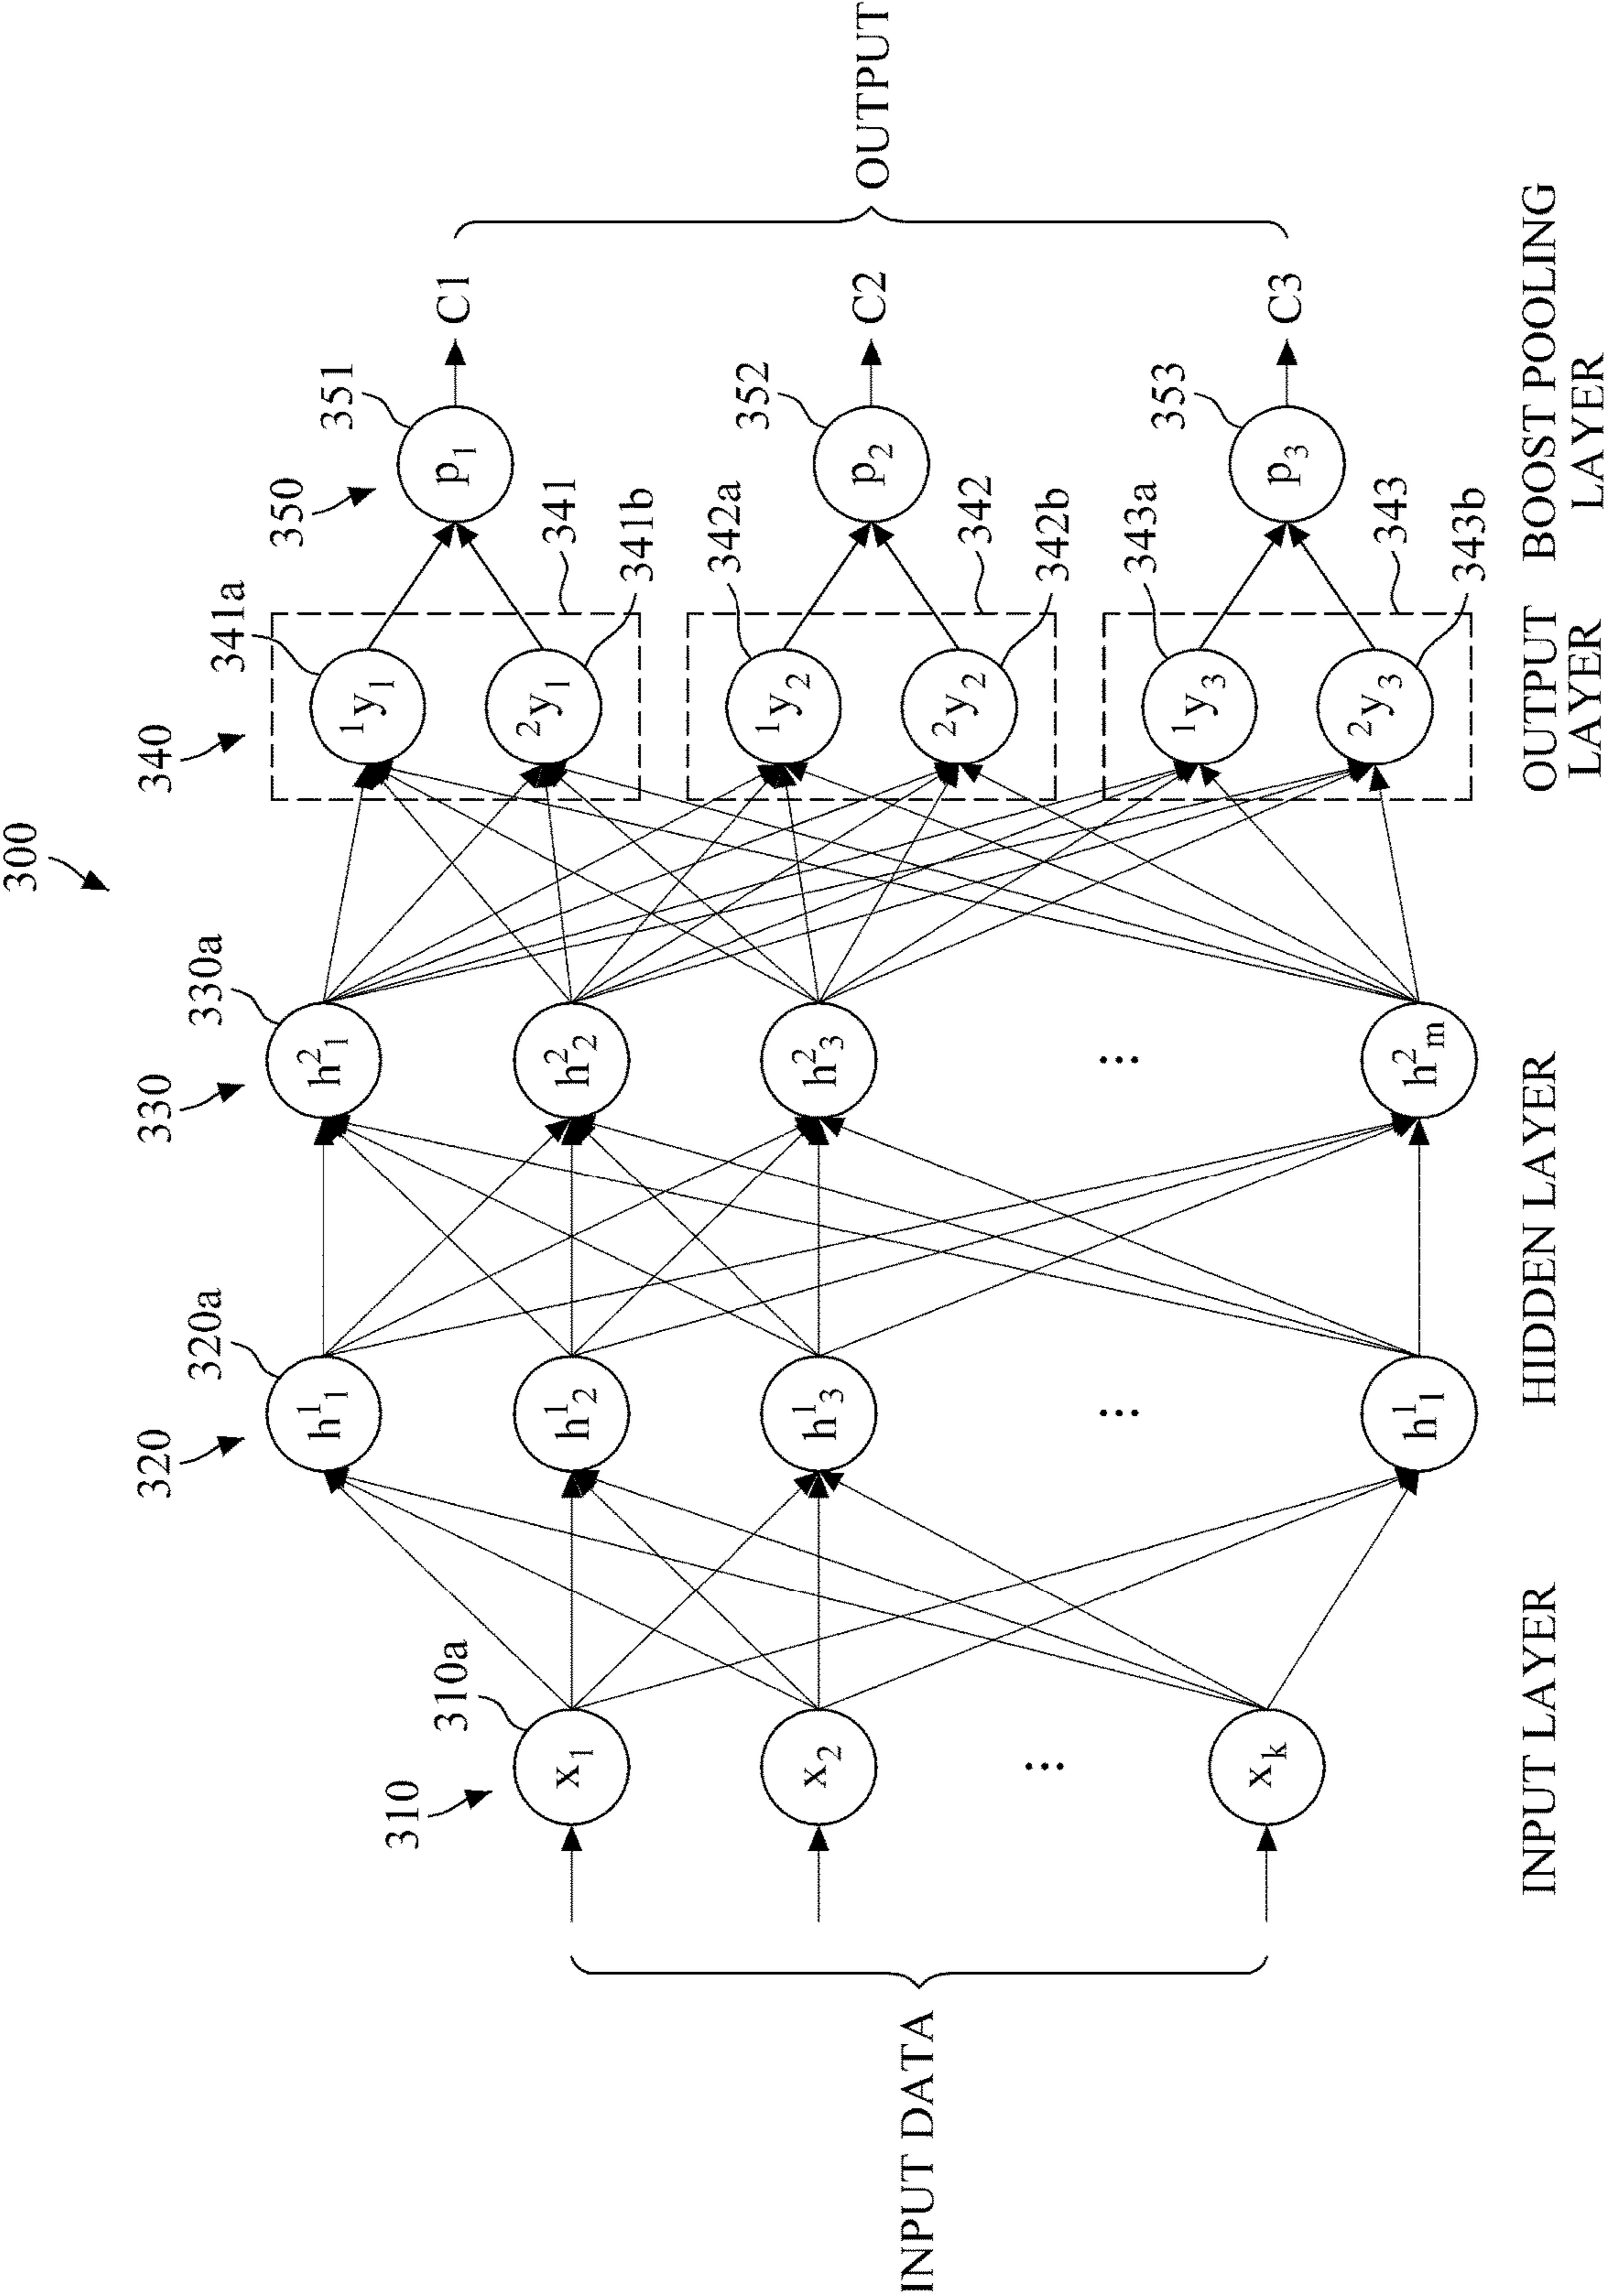 300
310
310a
320
320a
330
330a
340
341a
350
351
x₁
x₂
⋮
xₖ
h¹₁
h¹₂
h¹₃
⋮
h¹ₗ
h²₁
h²₂
h²₃
⋮
h²ₘ
¹y₁
²y₁
341
341b
342a
¹y₂
²y₂
342
342b
343a
¹y₃
²y₃
343
343b
p₁
C1
352
p₂
C2
353
p₃
C3
INPUT DATA
OUTPUT
INPUT LAYER
HIDDEN LAYER
OUTPUT
LAYER
BOOST POOLING
LAYER